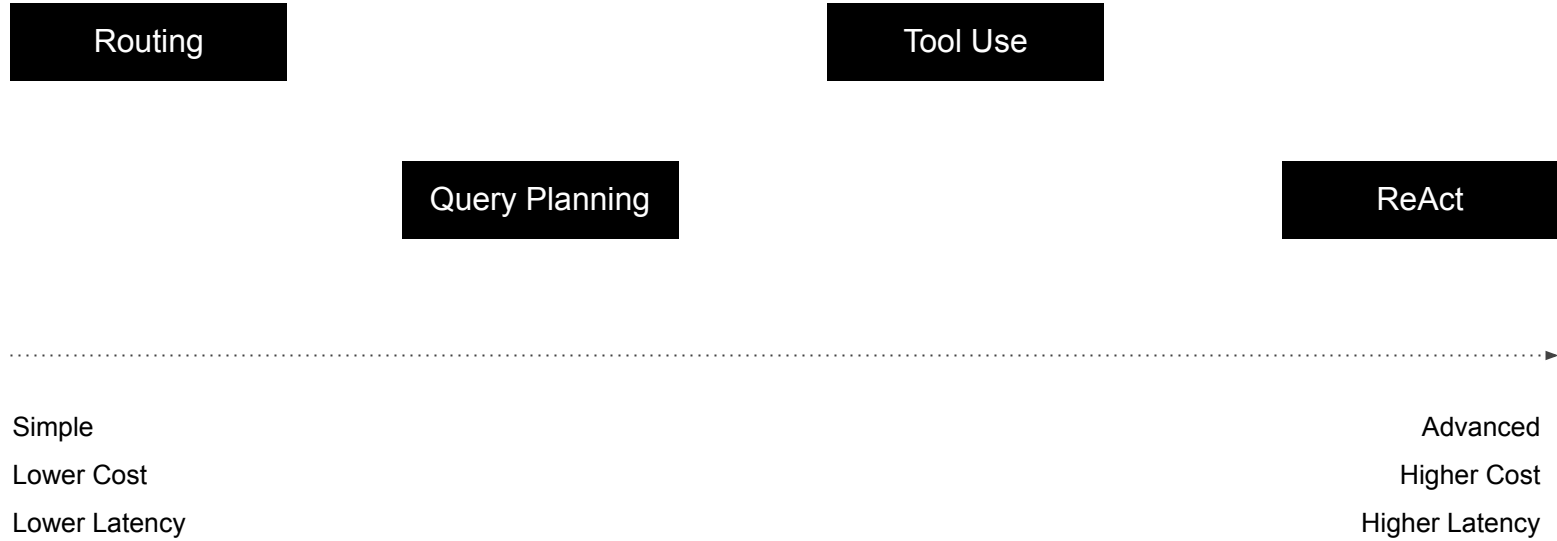 Routing
Tool Use
Query Planning
ReAct
Simple
Advanced
Lower Cost
Higher Cost
Lower Latency
Higher Latency